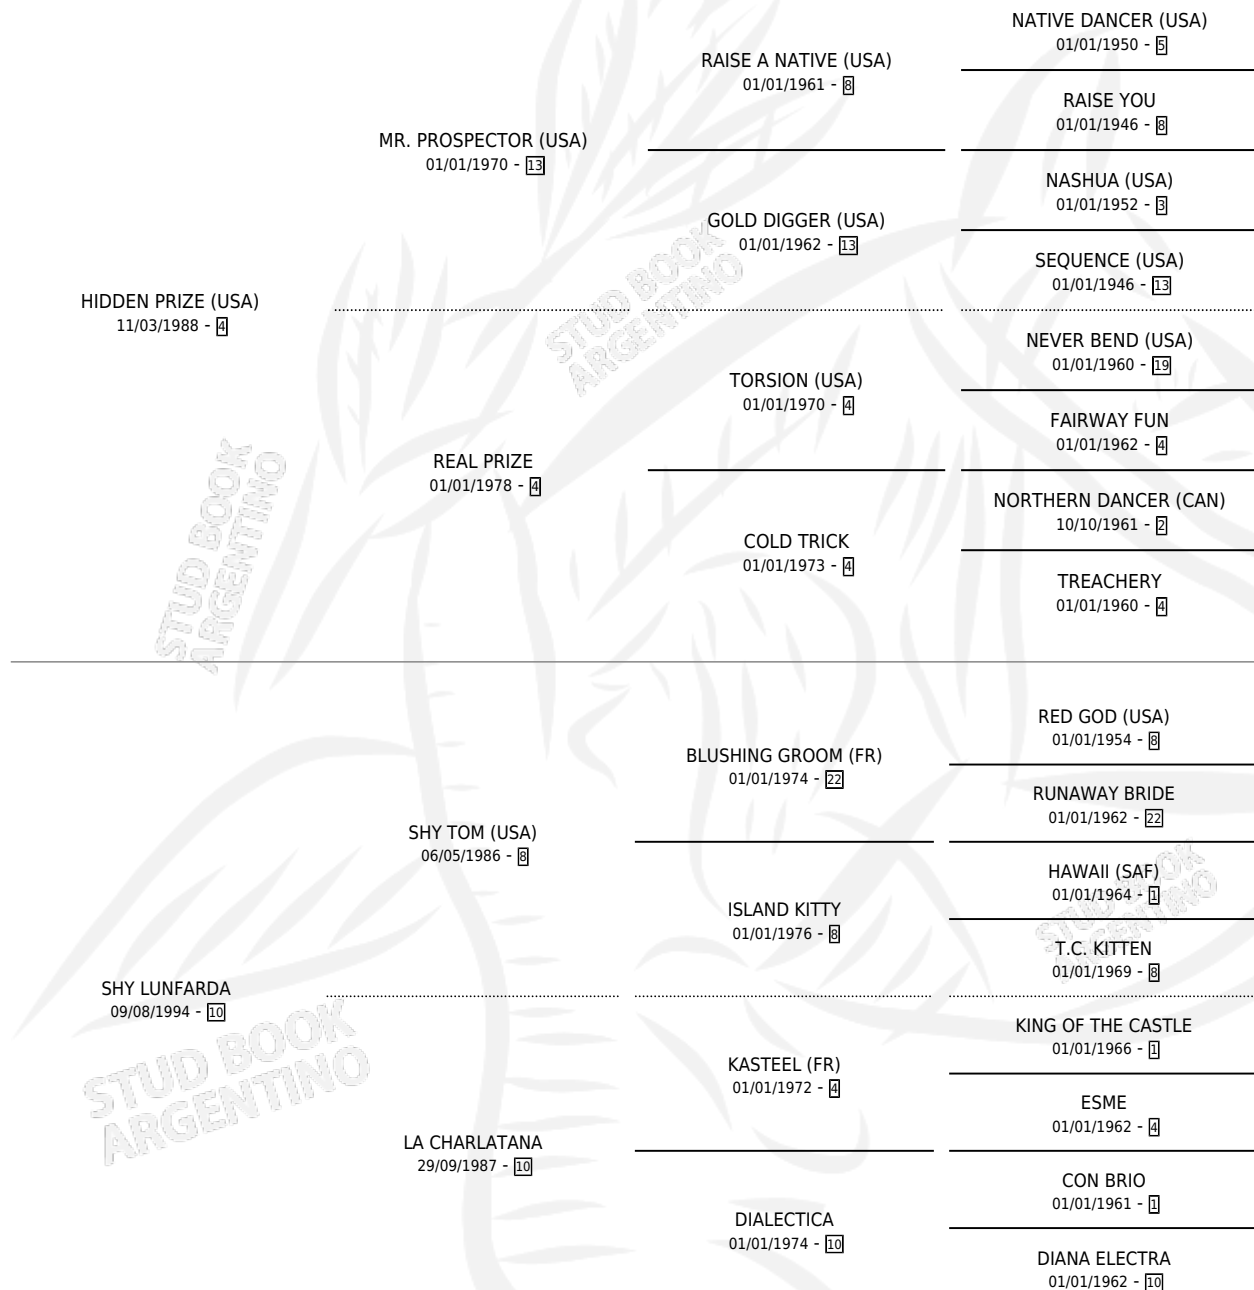 NATIVE DANCER (USA)
01/01/1950 - 5
RAISE A NATIVE (USA)
01/01/1961 - 8
RAISE YOU
01/01/1946 - 8
MR. PROSPECTOR (USA)
01/01/1970 - 13
NASHUA (USA)
01/01/1952 - 3
GOLD DIGGER (USA)
01/01/1962 - 13
SEQUENCE (USA)
01/01/1946 - 13
HIDDEN PRIZE (USA)
11/03/1988 - 4
NEVER BEND (USA)
01/01/1960 - 19
TORSION (USA)
01/01/1970 - 4
FAIRWAY FUN
01/01/1962 - 4
REAL PRIZE
01/01/1978 - 4
NORTHERN DANCER (CAN)
10/10/1961 - 2
COLD TRICK
01/01/1973 - 4
TREACHERY
01/01/1960 - 4
RED GOD (USA)
01/01/1954 - 8
BLUSHING GROOM (FR)
01/01/1974 - 22
RUNAWAY BRIDE
01/01/1962 - 22
SHY TOM (USA)
06/05/1986 - 8
HAWAII (SAF)
01/01/1964 - 1
ISLAND KITTY
01/01/1976 - 8
T.C. KITTEN
01/01/1969 - 8
SHY LUNFARDA
09/08/1994 - 10
KING OF THE CASTLE
01/01/1966 - 1
KASTEEL (FR)
01/01/1972 - 4
ESME
01/01/1962 - 4
LA CHARLATANA
29/09/1987 - 10
CON BRIO
01/01/1961 - 1
DIALECTICA
01/01/1974 - 10
DIANA ELECTRA
01/01/1962 - 10
STUD BOOK
ARGENTINO
STUD BOOK
ARGENTINO
STUD BOOK
ARGENTINO
STUD BOOK
ARGENTINO